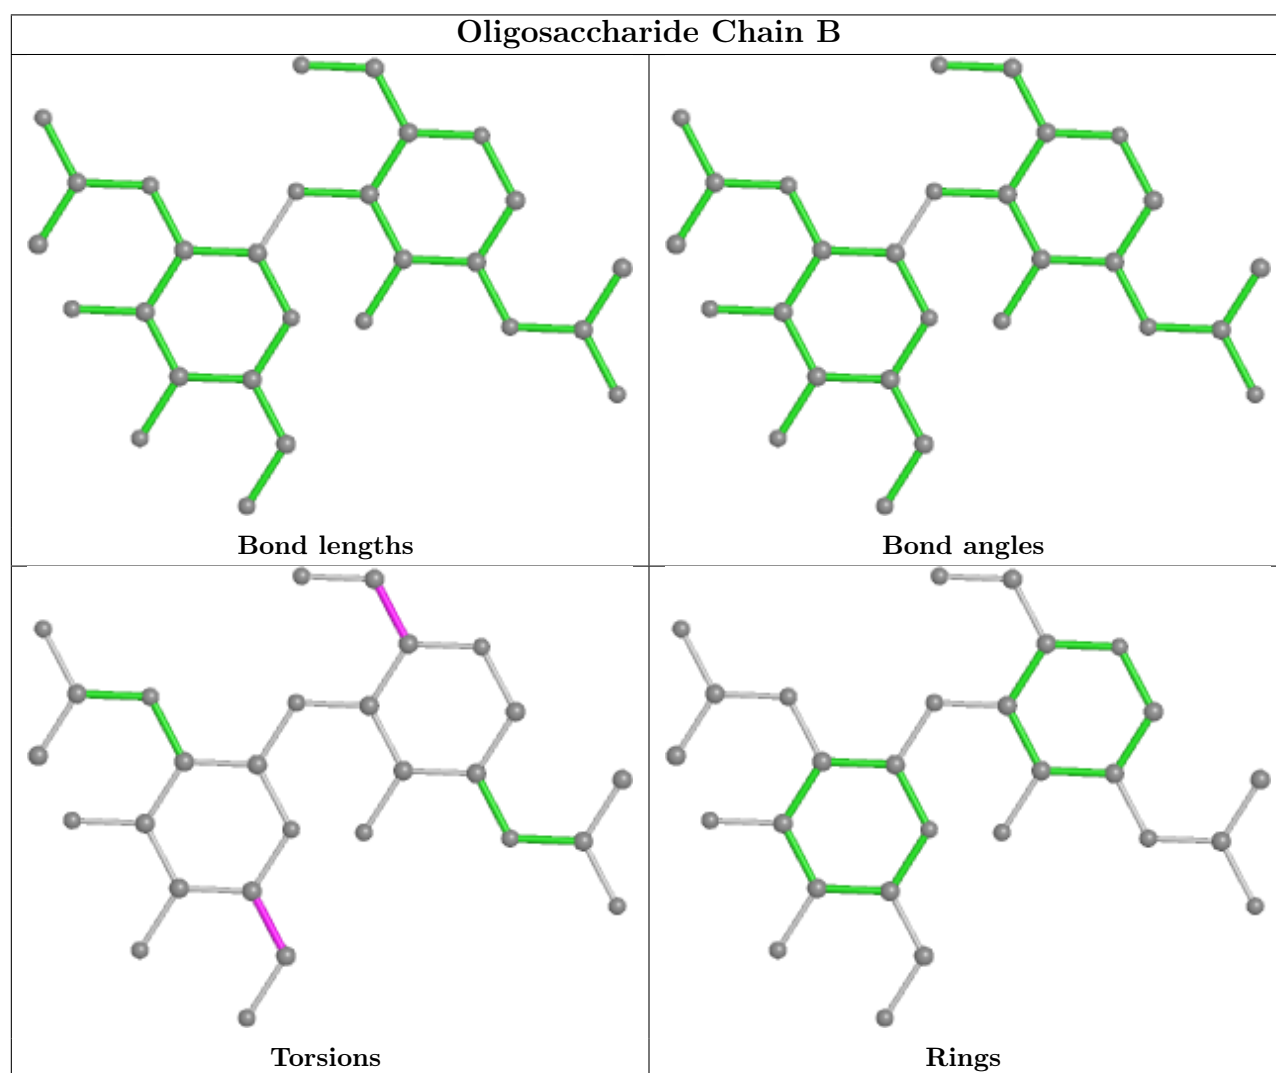 Oligosaccharide Chain B
Bond lengths
Bond angles
Torsions
Rings